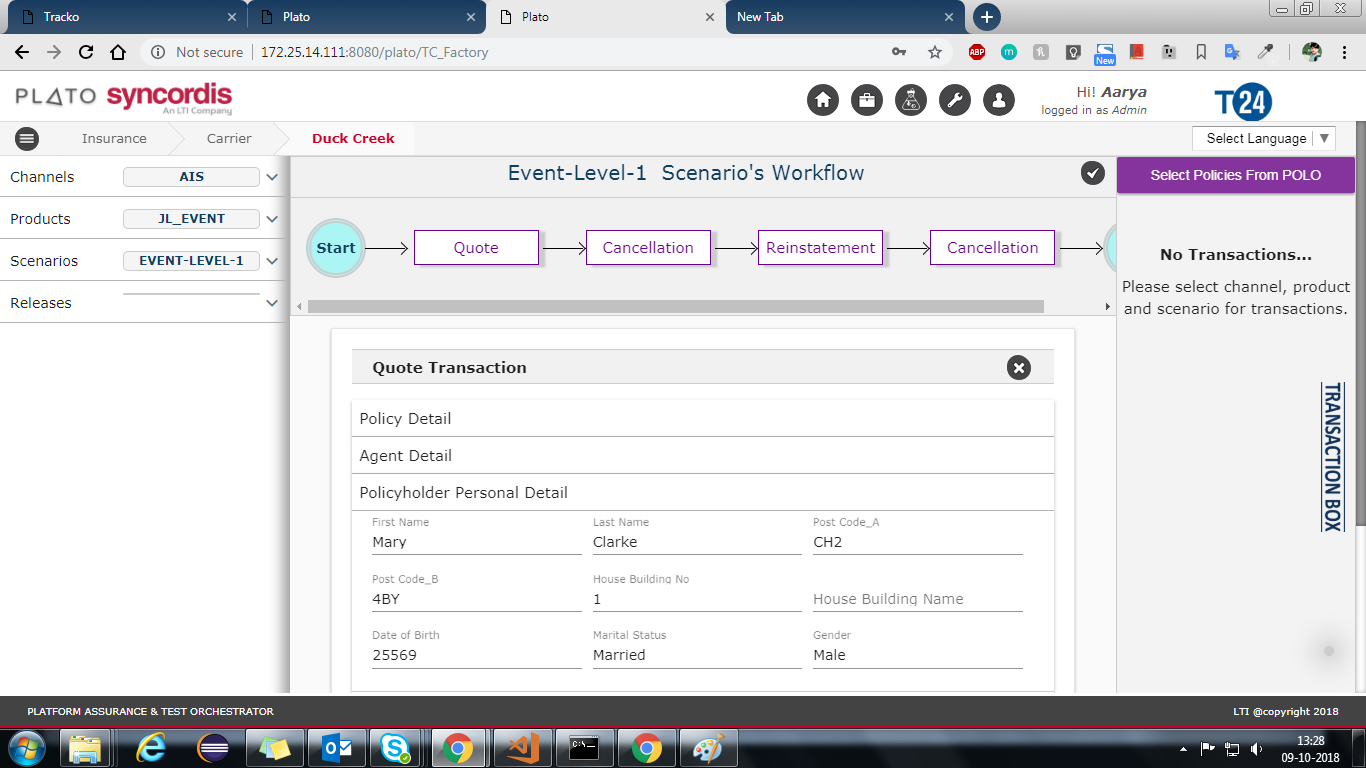 Tracko
Plato
Plato
New Tab
Not secure 172.25.14.111:8080/plato/TC_Factory
ABP
m
New
PLATO syncordis
An LTI Company
Hi! Aarya
logged in as Admin
T24
Insurance Carrier Duck Creek
Select Language ▼
Channels AIS
Products JL_EVENT
Scenarios EVENT-LEVEL-1
Releases
Event-Level-1 Scenario's Workflow
Start Quote Cancellation Reinstatement Cancellation
Select Policies From POLO
No Transactions...
Please select channel, product
and scenario for transactions.
TRANSACTION BOX
Quote Transaction
Policy Detail
Agent Detail
Policyholder Personal Detail
First Name Last Name Post Code_A
Mary Clarke CH2
Post Code_B House Building No
4BY 1 House Building Name
Date of Birth Marital Status Gender
25569 Married Male
PLATFORM ASSURANCE & TEST ORCHESTRATOR
LTI @copyright 2018
13:28
09-10-2018